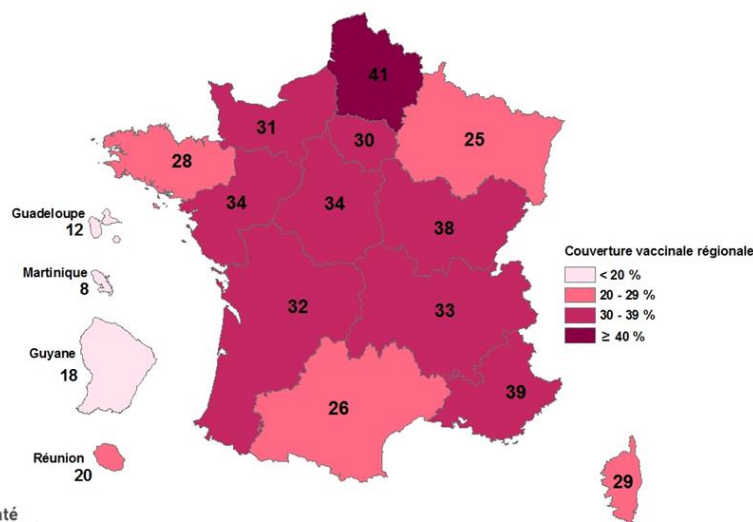 41
31
30
25
28
34
34
38
Guadeloupe
12
Couverture vaccinale régionale
< 20 %
20 - 29 %
30 - 39 %
≥ 40 %
Martinique
8
32
33
Guyane
18
39
26
Réunion
20
29
nté